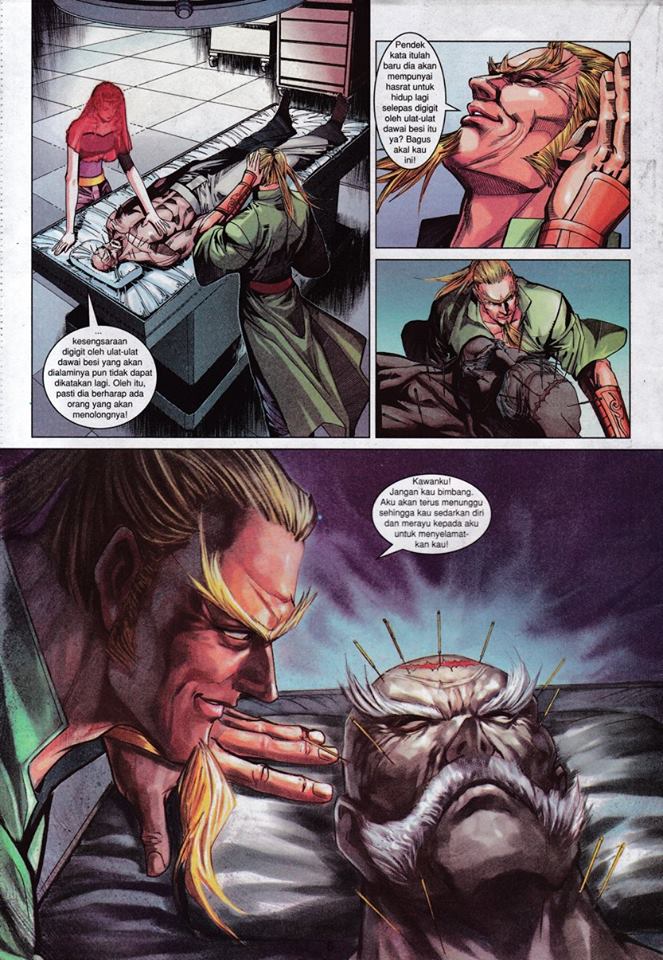 ...
kesengsaraan
digigit oleh ulat-ulat
dawai besi yang akan
dialaminya pun tidak dapat
dikatakan lagi. Oleh itu,
pasti dia berharap ada
orang yang akan
menolongnya!
Pendek
kata itulah
baru dia akan
mempunyai
hasrat untuk
hidup lagi
selepas digigit
oleh ulat-ulat
dawai besi itu
ya? Bagus
akal kau
ini!
Kawanku!
Jangan kau bimbang.
Aku akan terus menunggu
sehingga kau sedarkan diri
dan merayu kepada aku
untuk menyelamat-
kan kau!